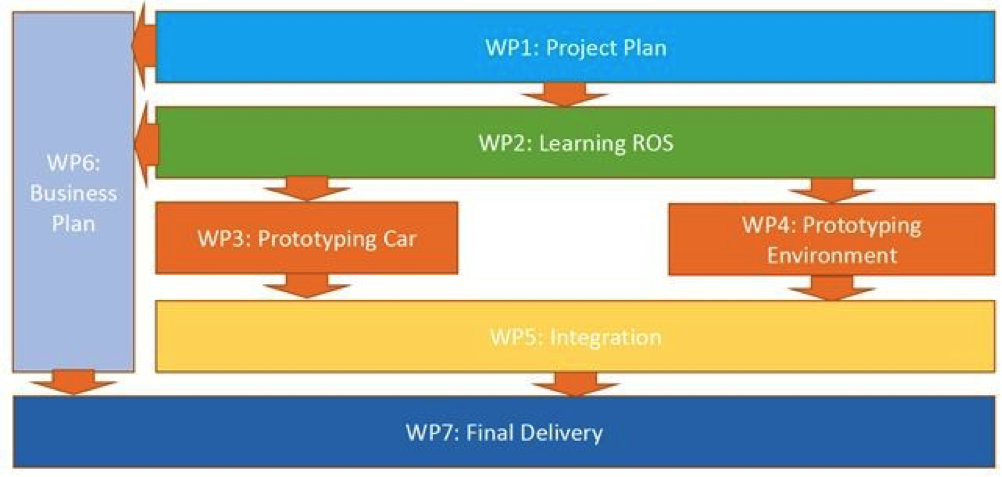 WP1: Project Plan
WP2: Learning ROS
WP6:
Business
Plan
WP3: Prototyping Car
WP4: Prototyping
Environment
WP5: Integration
WP7: Final Delivery